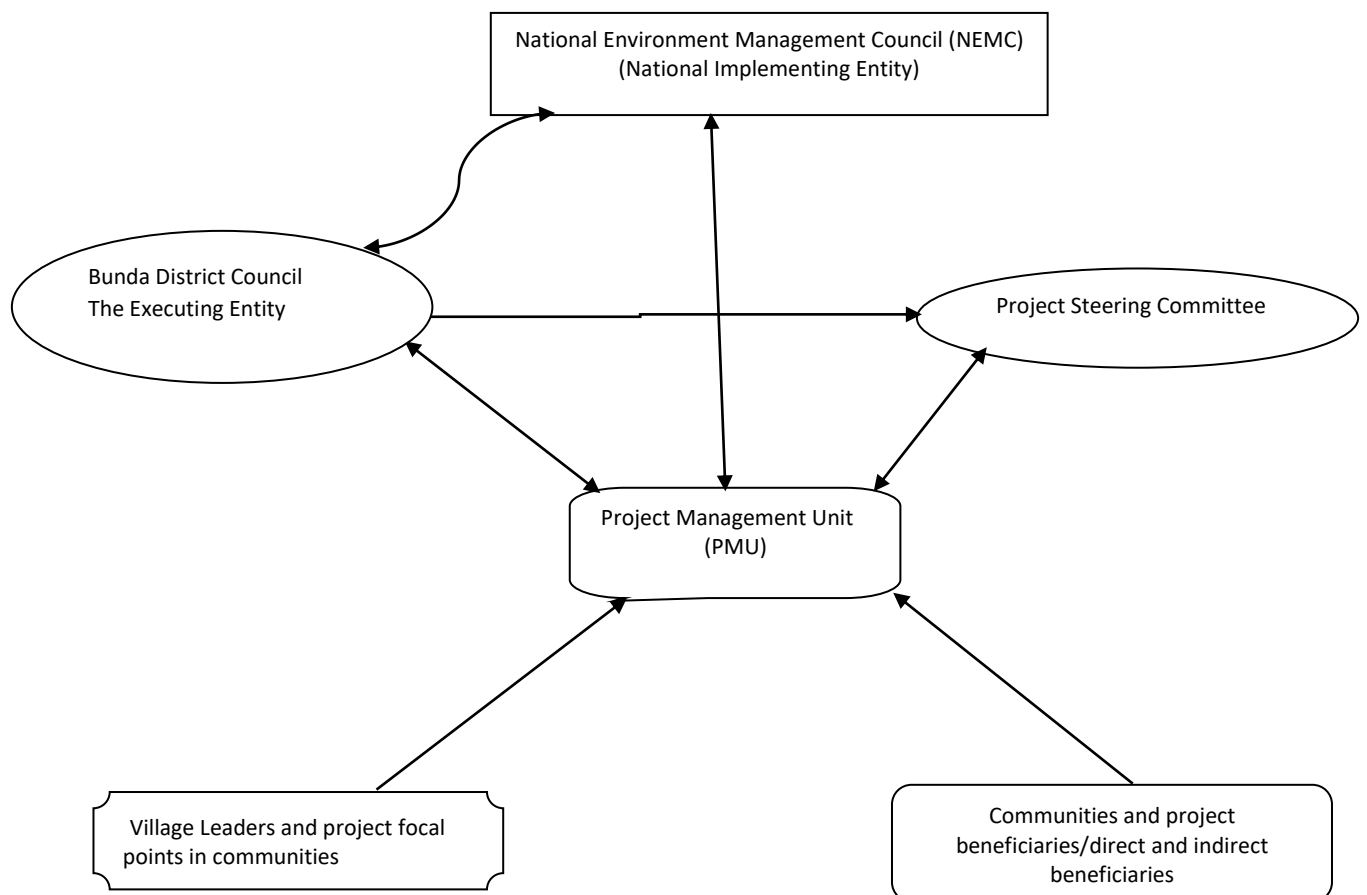 National Environment Management Council (NEMC)
(National Implementing Entity)
Bunda District Council
The Executing Entity
Project Steering Committee
Project Management Unit
(PMU)
Village Leaders and project focal
points in communities
Communities and project
beneficiaries/direct and indirect
beneficiaries